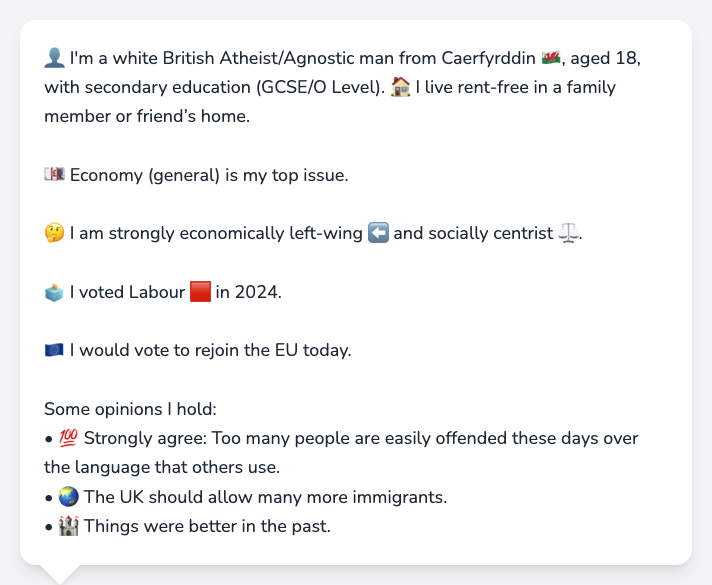 👤 I'm a white British Atheist/Agnostic man from Caerfyrddin 🏴󠁧󠁢󠁷󠁬󠁳󠁿, aged 18,
with secondary education (GCSE/O Level). 🏠 I live rent-free in a family
member or friend’s home.
💷 Economy (general) is my top issue.
🤔 I am strongly economically left-wing ⬅️ and socially centrist ⚖️.
🗳️ I voted Labour 🟥 in 2024.
🇪🇺 I would vote to rejoin the EU today.
Some opinions I hold:
• 💯 Strongly agree: Too many people are easily offended these days over
the language that others use.
• 🌏 The UK should allow many more immigrants.
• 🏰 Things were better in the past.